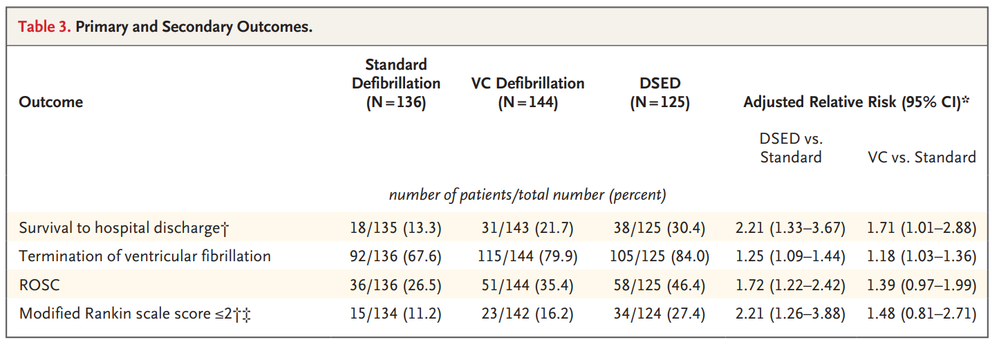 Table 3. Primary and Secondary Outcomes.
Outcome Standard Defibrillation (N=136) VC Defibrillation (N=144) DSED (N=125) Adjusted Relative Risk (95% CI)*
DSED vs. Standard VC vs. Standard
number of patients/total number (percent)
Survival to hospital discharge† 18/135 (13.3) 31/143 (21.7) 38/125 (30.4) 2.21 (1.33–3.67) 1.71 (1.01–2.88)
Termination of ventricular fibrillation 92/136 (67.6) 115/144 (79.9) 105/125 (84.0) 1.25 (1.09–1.44) 1.18 (1.03–1.36)
ROSC 36/136 (26.5) 51/144 (35.4) 58/125 (46.4) 1.72 (1.22–2.42) 1.39 (0.97–1.99)
Modified Rankin scale score ≤2†‡ 15/134 (11.2) 23/142 (16.2) 34/124 (27.4) 2.21 (1.26–3.88) 1.48 (0.81–2.71)